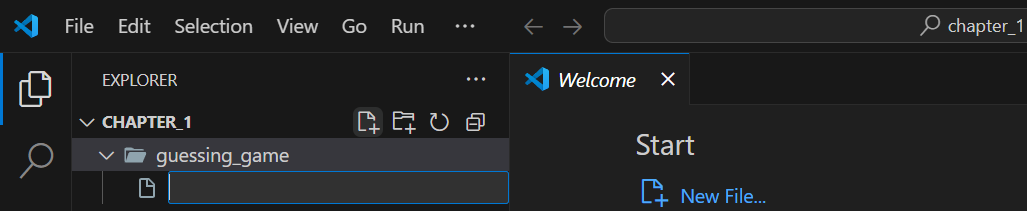 File Edit Selection View Go Run ···
chapter_1
EXPLORER ···
Welcome
CHAPTER_1
guessing_game
Start
New File...